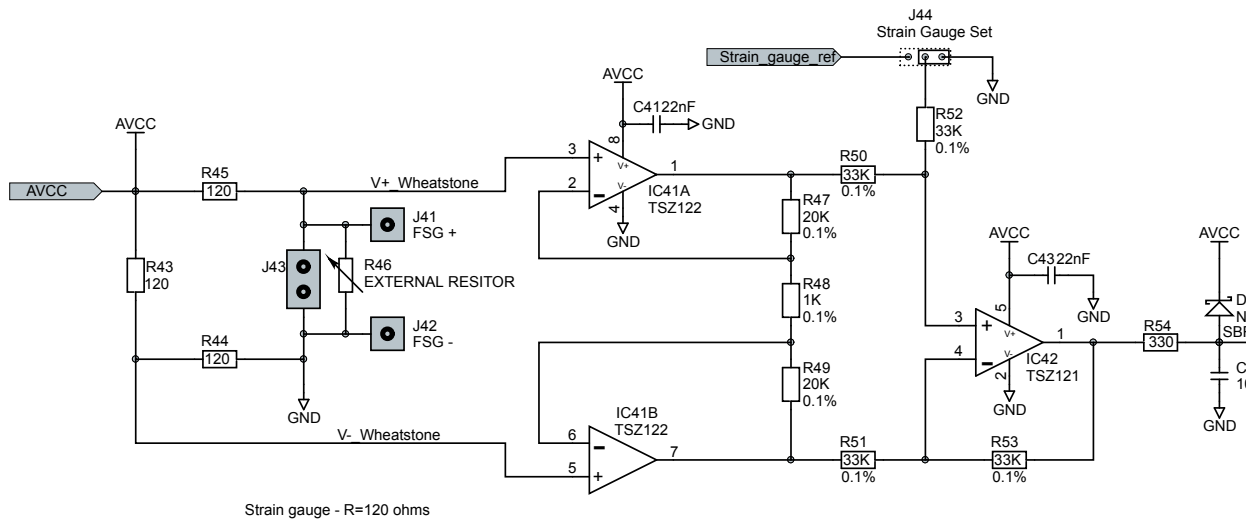 J44
Strain Gauge Set
Strain_gauge_ref
GND
AVCC
C41 22nF
GND
R52
33K
0.1%
AVCC
AVCC
R45
120
V+_Wheatstone
3
2
8
V+
V-
4
1
IC41A
TSZ122
GND
R50
33K
0.1%
R47
20K
0.1%
J41
FSG +
R43
120
J43
R46
EXTERNAL RESITOR
R48
1K
0.1%
AVCC
C43 22nF
GND
AVCC
J42
FSG -
R44
120
GND
3
4
5
V+
V-
2
1
IC42
TSZ121
GND
R54
330
D
N
SBR
C
10
GND
R49
20K
0.1%
V-_Wheatstone
IC41B
TSZ122
6
5
7
R51
33K
0.1%
R53
33K
0.1%
Strain gauge - R=120 ohms